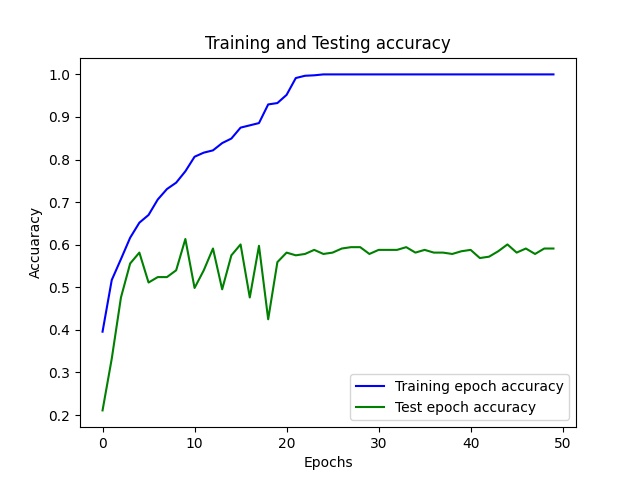 Training and Testing accuracy
1.0
0.9
0.8
0.7
0.6
0.5
0.4
0.3
0.2
Accuaracy
Training epoch accuracy
Test epoch accuracy
0 10 20 30 40 50
Epochs